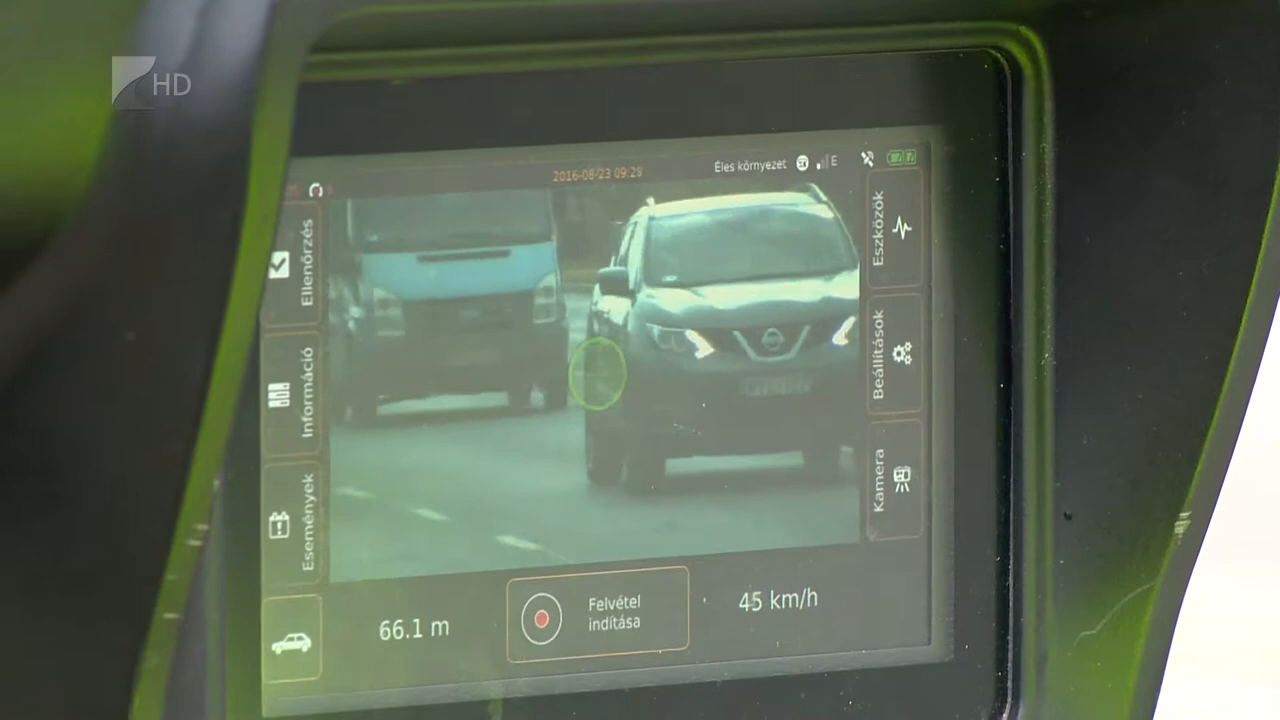 HD
2016-08-23 09:28
Éles környezet
E
Ellenőrzés
Információ
Események
Eszközök
Beállítások
Kamera
66.1 m
Felvétel
indítása
45 km/h